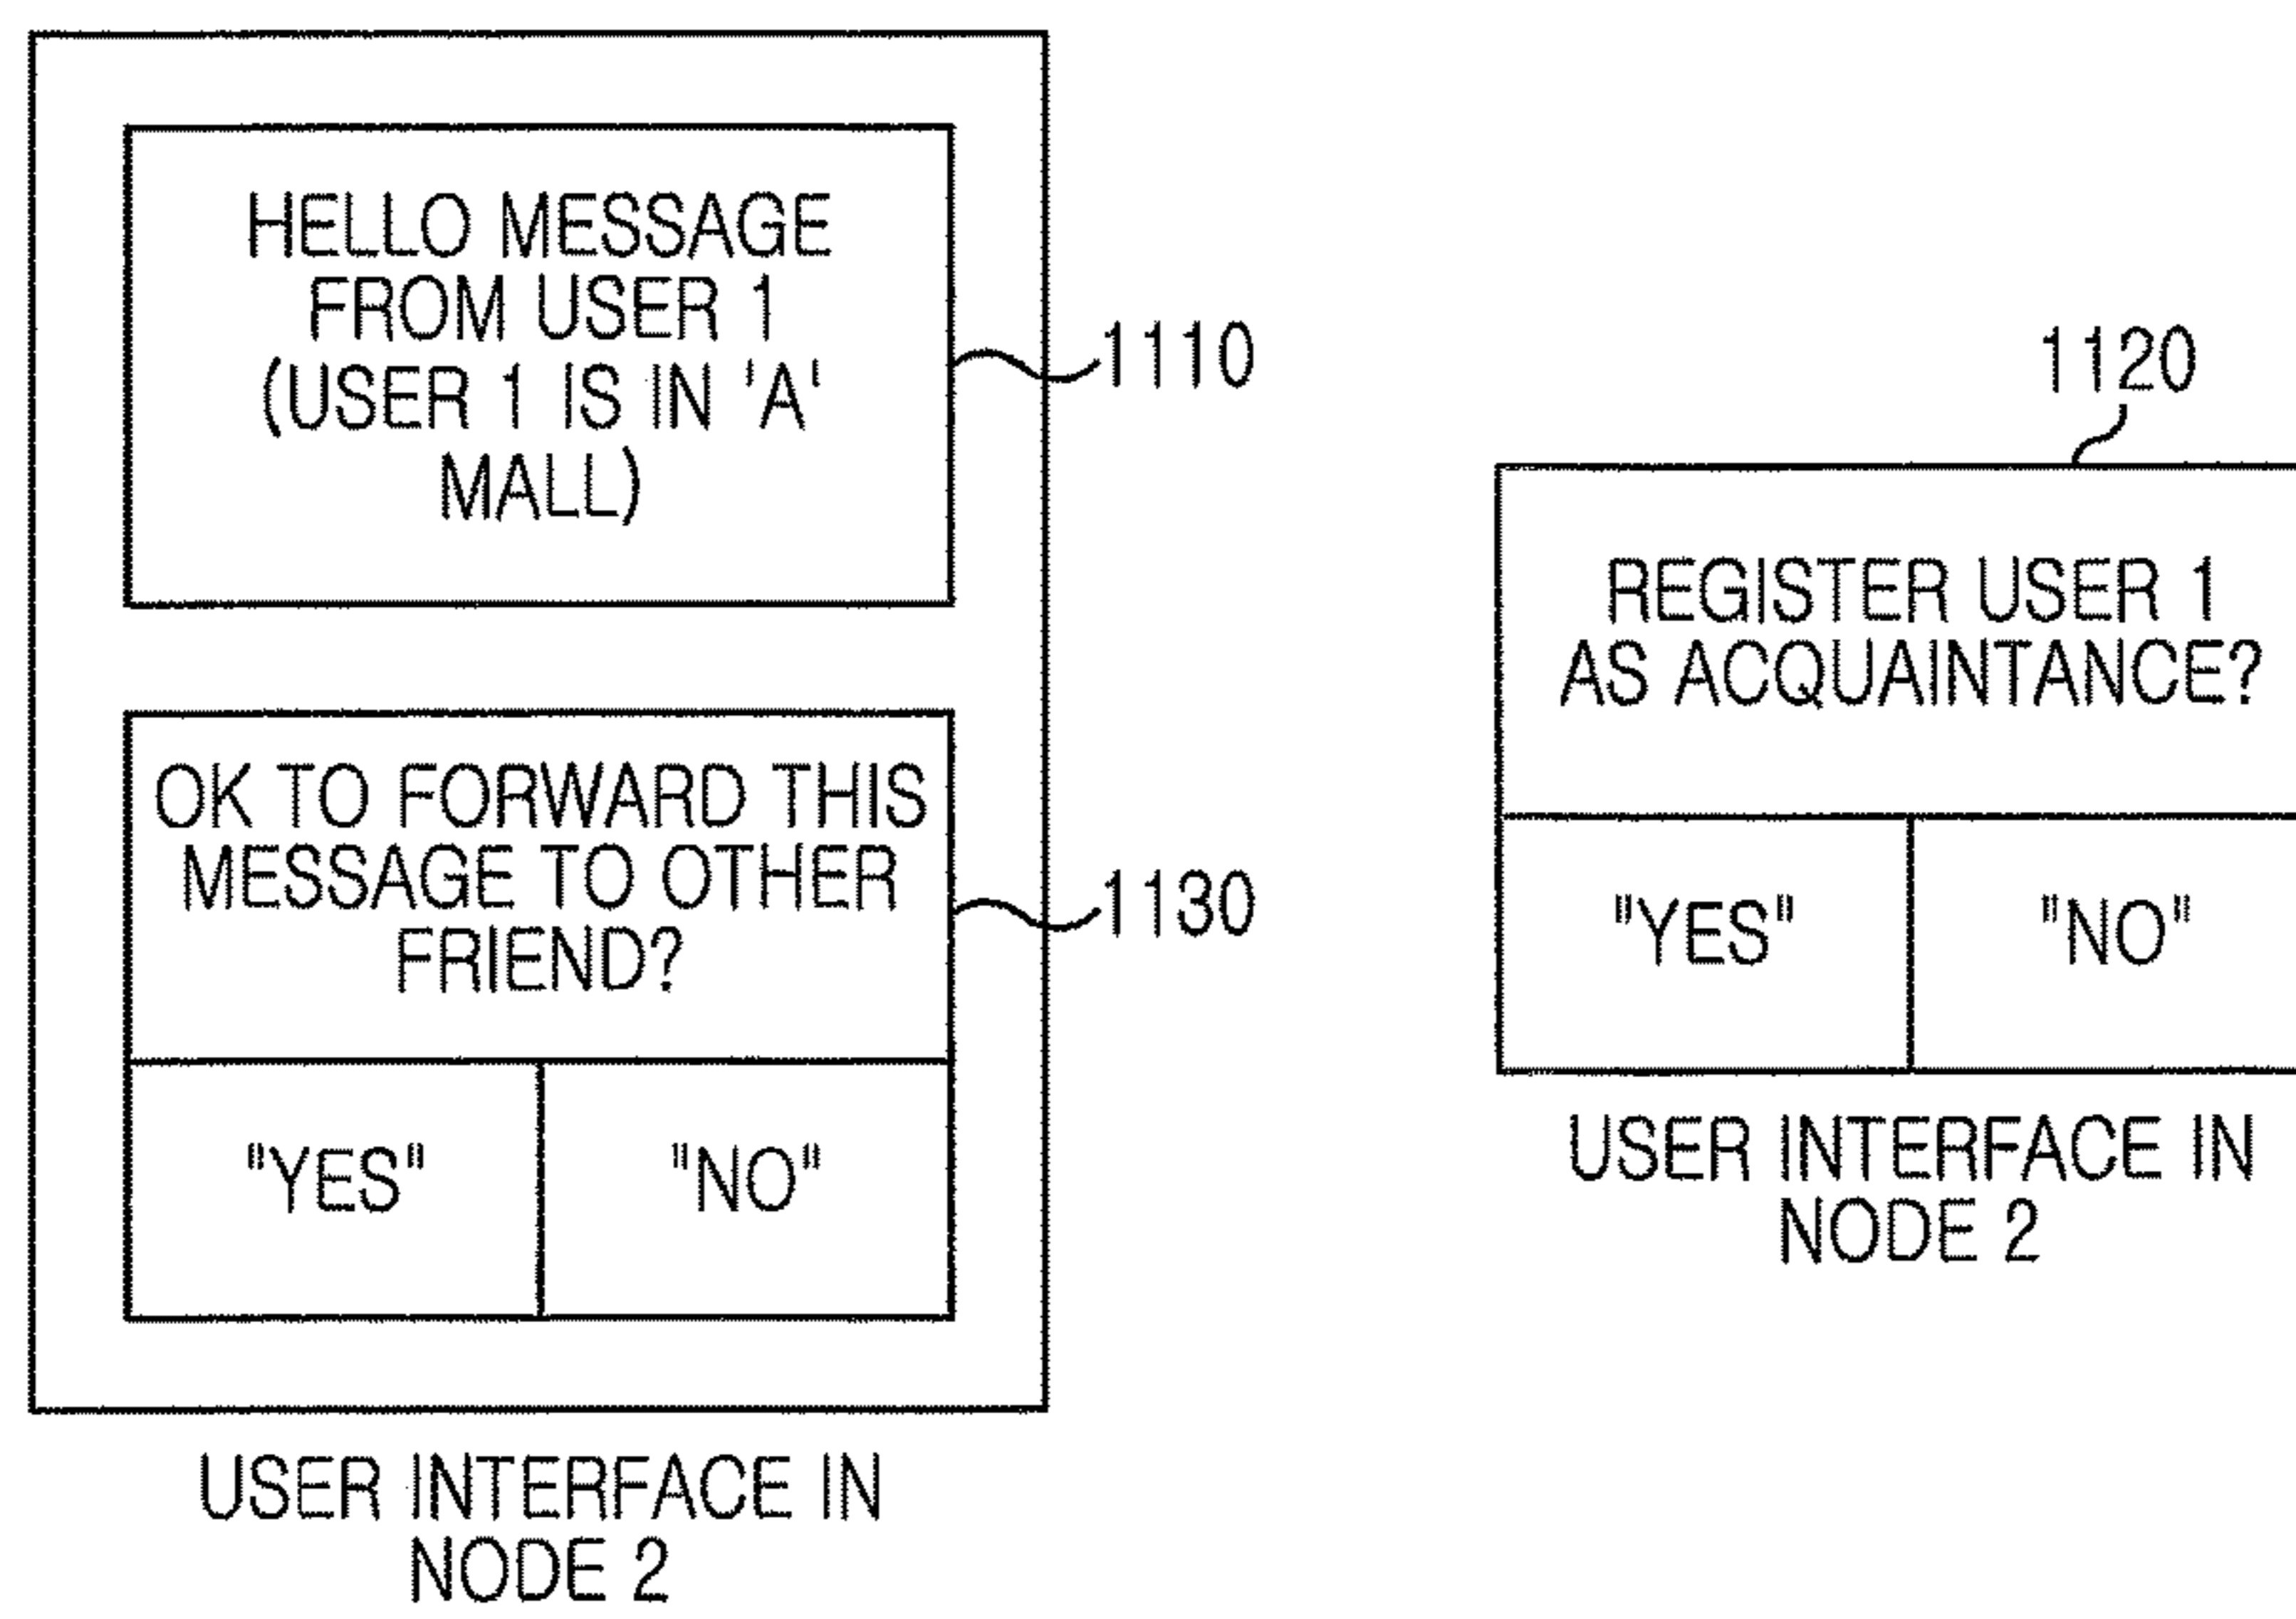 HELLO MESSAGE
FROM USER 1
(USER 1 IS IN 'A'
MALL)
1110
OK TO FORWARD THIS
MESSAGE TO OTHER
FRIEND?
1130
"YES" "NO"
USER INTERFACE IN
NODE 2
1120
REGISTER USER 1
AS ACQUAINTANCE?
"YES" "NO"
USER INTERFACE IN
NODE 2